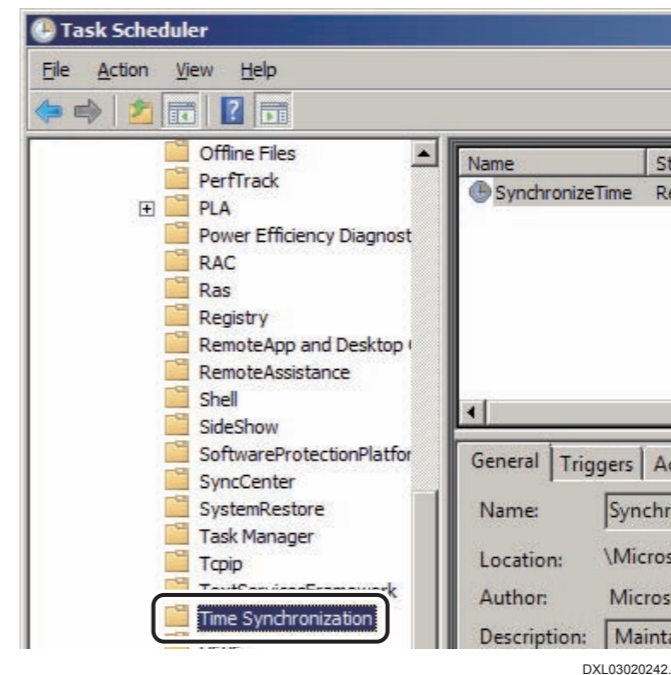 Task Scheduler
File Action View Help
Offline Files
PerfTrack
PLA
Power Efficiency Diagnost
RAC
Ras
Registry
RemoteApp and Desktop
RemoteAssistance
Shell
SideShow
SoftwareProtectionPlatfor
SyncCenter
SystemRestore
Task Manager
Tcpip
TextServicesFramework
Time Synchronization
Name St
SynchronizeTime Re
General Triggers Ac
Name: Synchr
Location: \Micros
Author: Micros
Description: Mainta
DXL03020242.